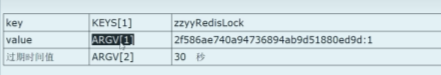 key KEYS[1] zzyyRedisLock
value ARGV[1] 2f586ae740a94736894ab9d51880ed9d:1
过期时间值 ARGV[2] 30 秒